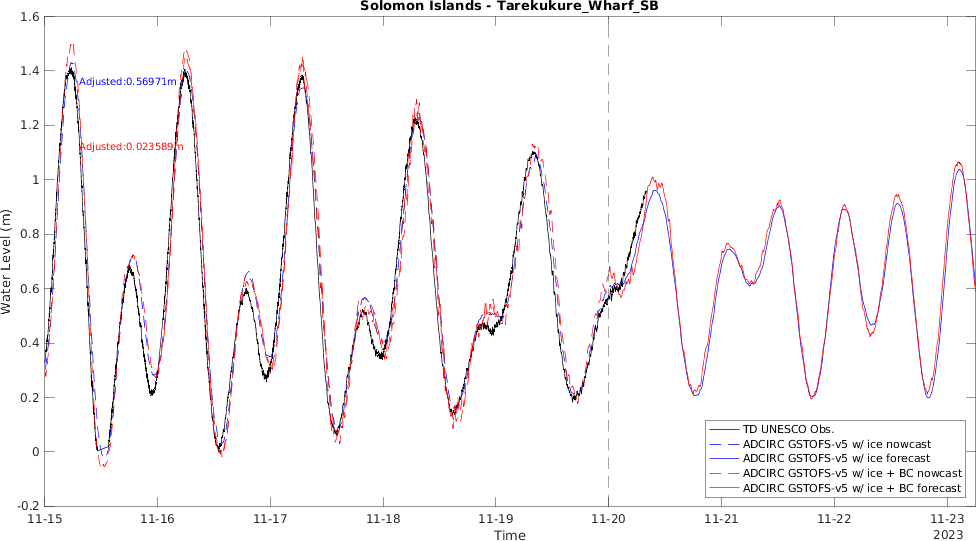 Solomon Islands - Tarekukure_Wharf_SB
1.6
1.4
1.2
1
0.8
0.6
0.4
0.2
0
-0.2
Water Level (m)
Adjusted:0.56971m
Adjusted:0.023589m
TD UNESCO Obs.
ADCIRC GSTOFS-v5 w/ ice nowcast
ADCIRC GSTOFS-v5 w/ ice forecast
ADCIRC GSTOFS-v5 w/ ice + BC nowcast
ADCIRC GSTOFS-v5 w/ ice + BC forecast
11-15 11-16 11-17 11-18 11-19 11-20 11-21 11-22 11-23
2023
Time